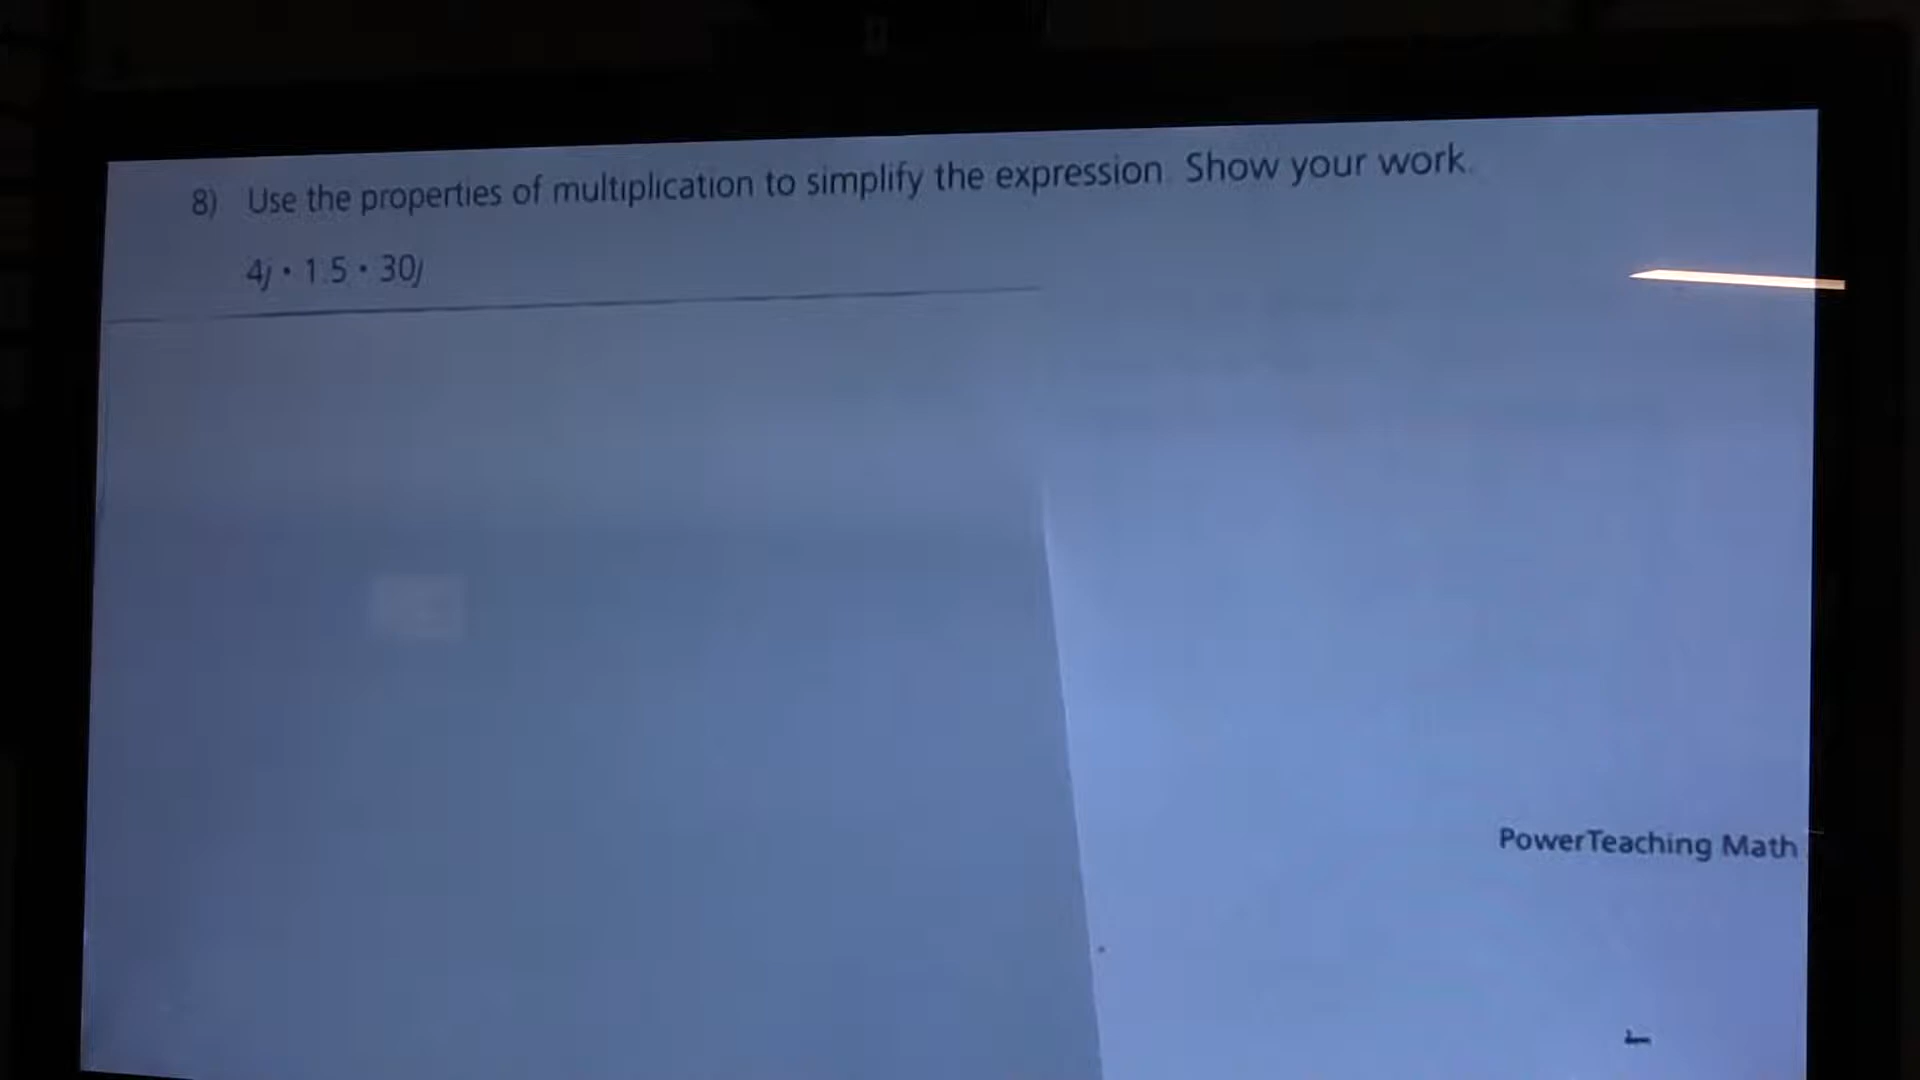 8) Use the properties of multiplication to simplify the expression. Show your work.
4j • 1.5 • 30j
PowerTeaching Math